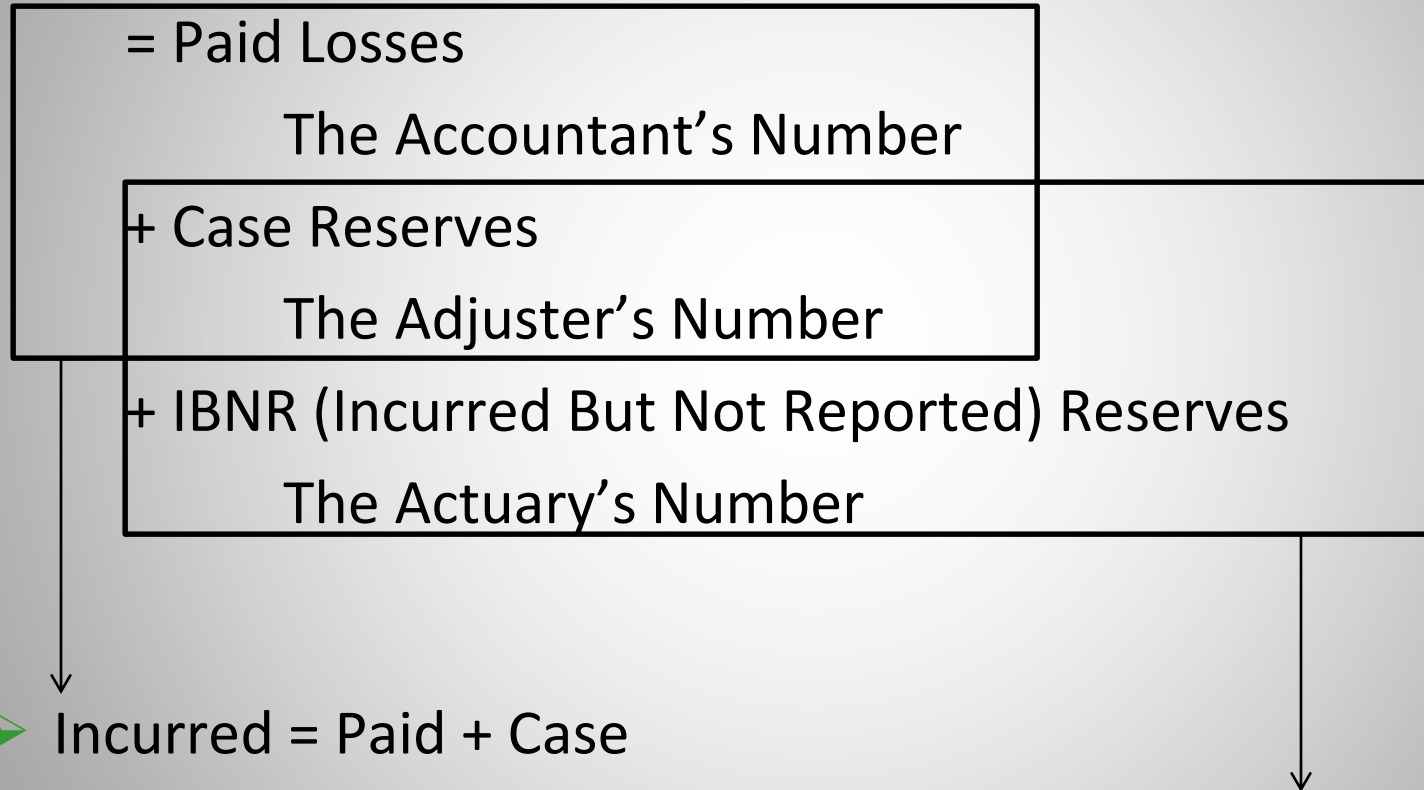 = Paid Losses
The Accountant’s Number
+ Case Reserves
The Adjuster’s Number
+ IBNR (Incurred But Not Reported) Reserves
The Actuary’s Number
Incurred = Paid + Case